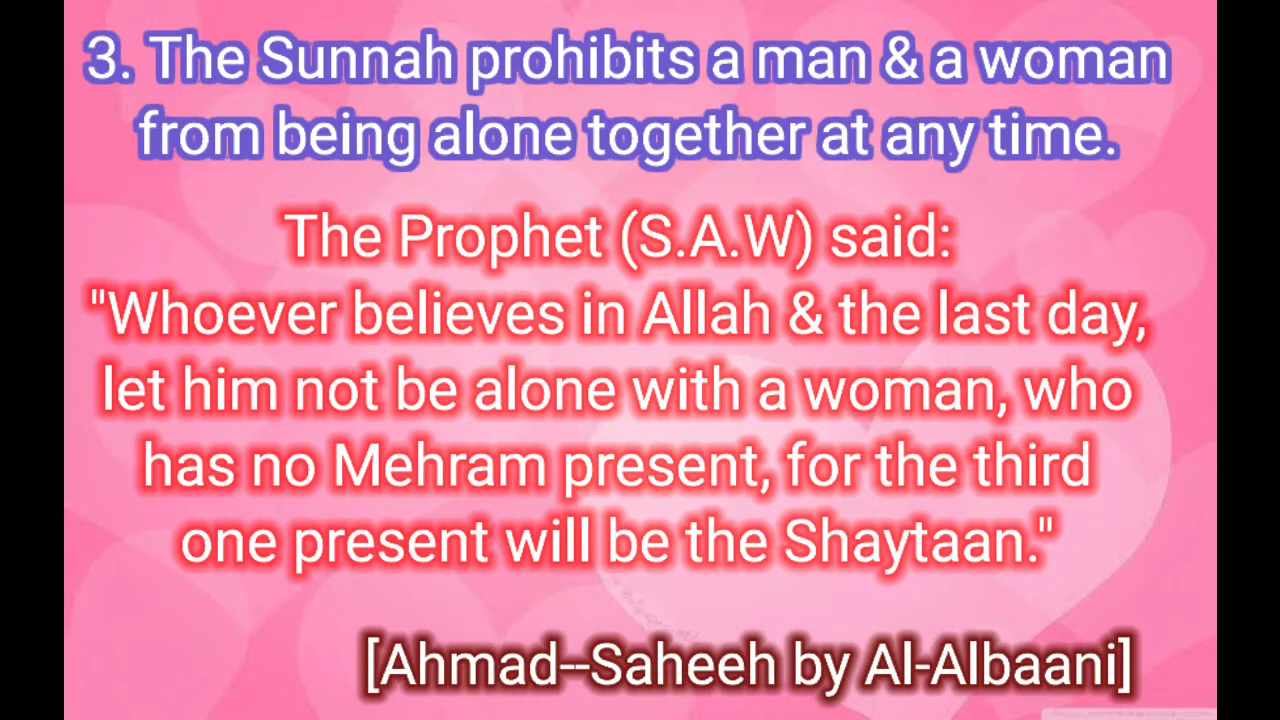 3. The Sunnah prohibits a man & a woman
from being alone together at any time.
The Prophet (S.A.W) said:
"Whoever believes in Allah & the last day,
let him not be alone with a woman, who
has no Mehram present, for the third
one present will be the Shaytaan."
[Ahmad--Saheeh by Al-Albaani]